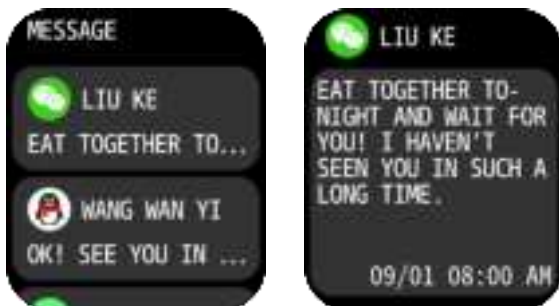 MESSAGE
LIU KE
EAT TOGETHER TO...
WANG WAN YI
OK! SEE YOU IN ...
LIU KE
EAT TOGETHER TO-
NIGHT AND WAIT FOR
YOU! I HAVEN'T
SEEN YOU IN SUCH A
LONG TIME.
09/01 08:00 AM